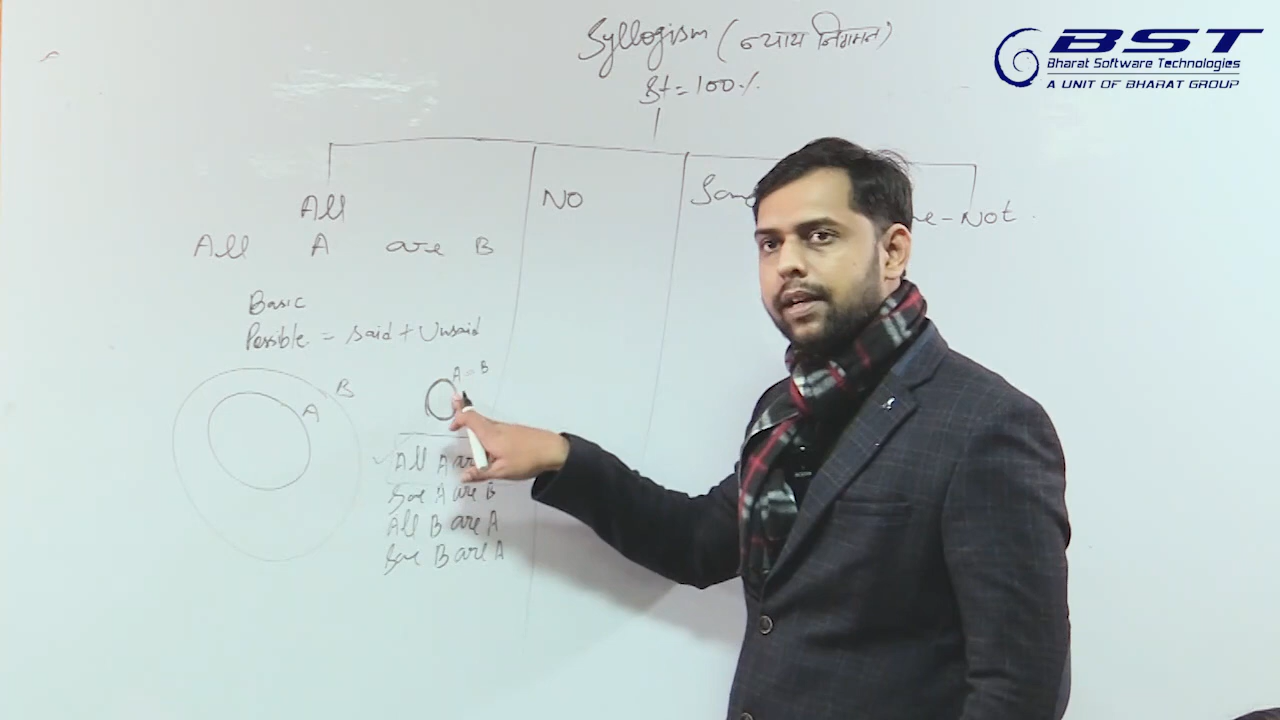 Syllogism (न्याय निगमन)
BST
Bharat Software Technologies
A UNIT OF BHARAT GROUP
St = 100%
All
NO
Some
-Not
All A are B
Basic
Possible = said + Unsaid
B
A
A = B
All A are
Some A are B
All B are A
Some B are A